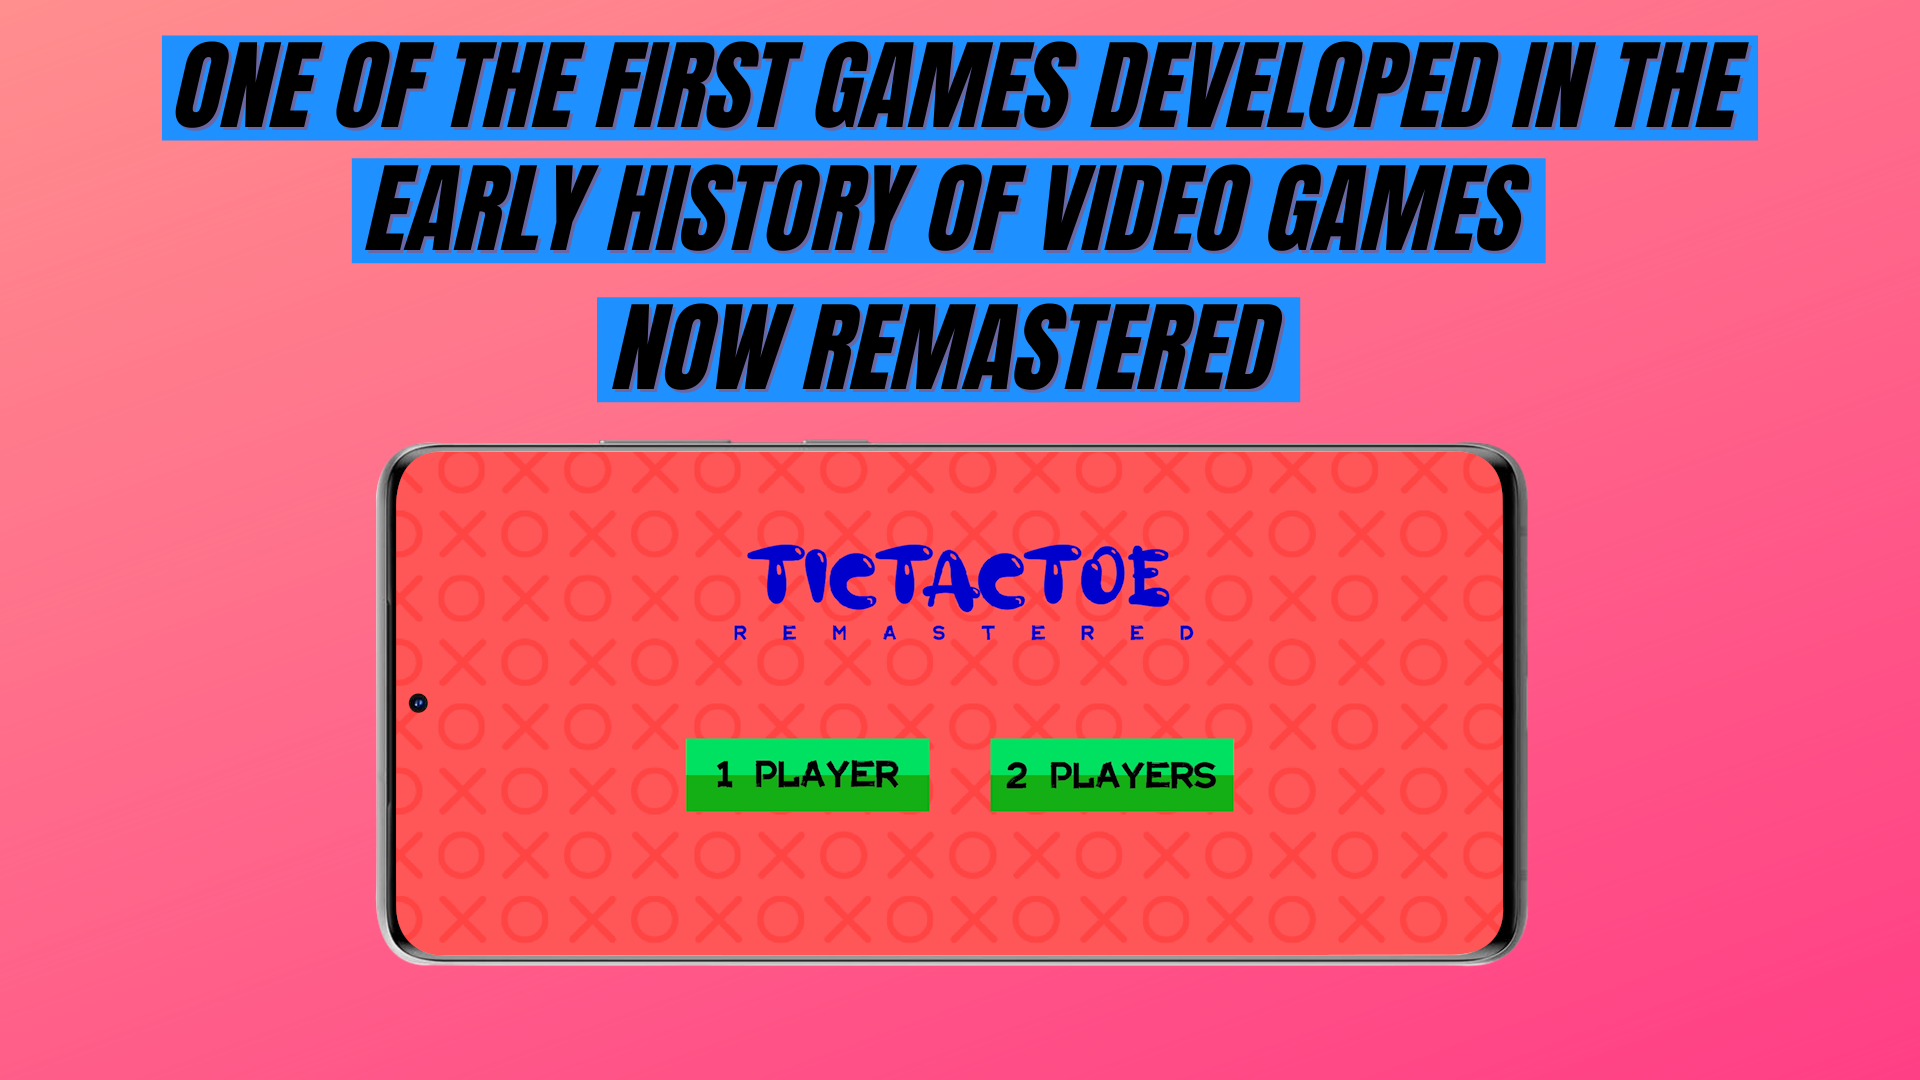 ONE OF THE FIRST GAMES DEVELOPED IN THE
EARLY HISTORY OF VIDEO GAMES
NOW REMASTERED
TICTACTOE
REMASTERED
1 PLAYER
2 PLAYERS